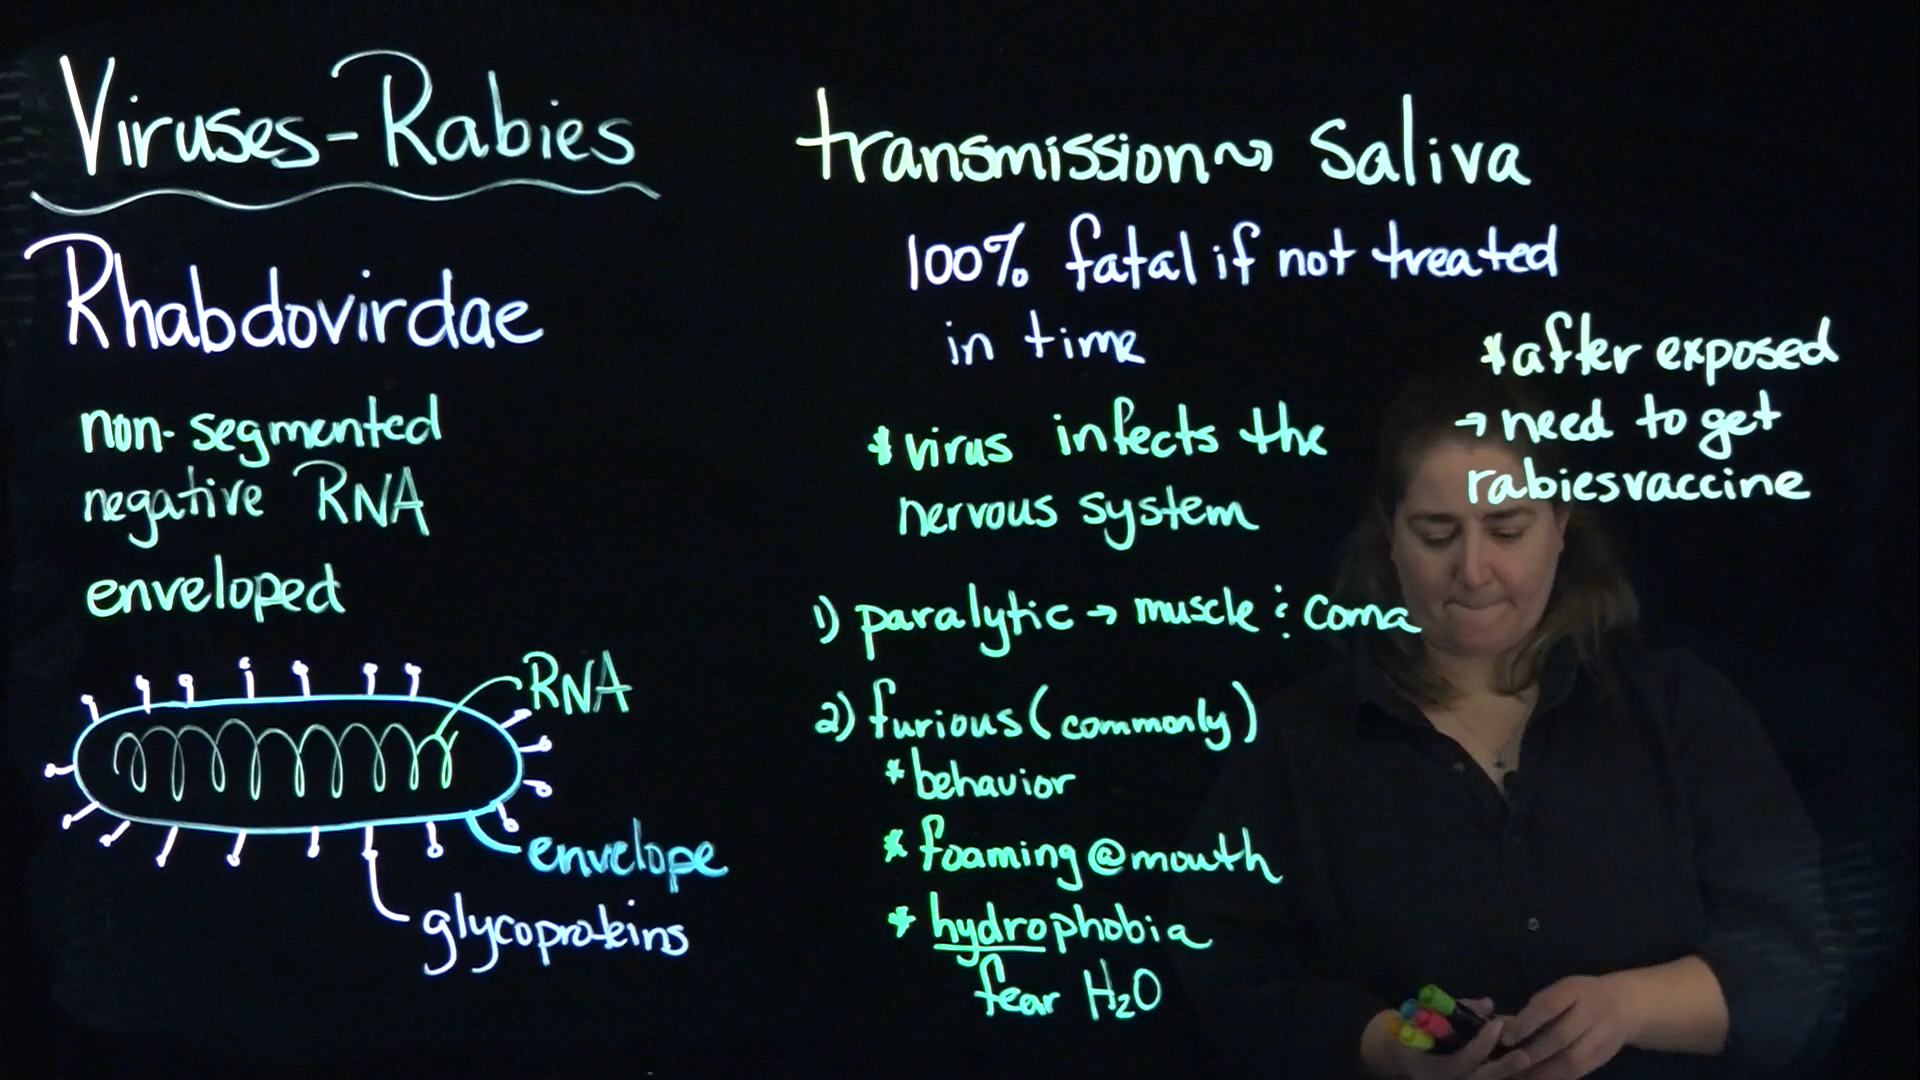 Viruses-Rabies
Rhabdovirdae
non-segmented
negative RNA
enveloped
RNA
envelope
glycoproteins
transmission → Saliva
100% fatal if not treated
in time
*virus infects the
nervous system
1) paralytic → muscle & coma
2) furious (commonly)
*behavior
*foaming @ mouth
*hydrophobia
fear H₂O
*after exposed
→ need to get
rabies vaccine